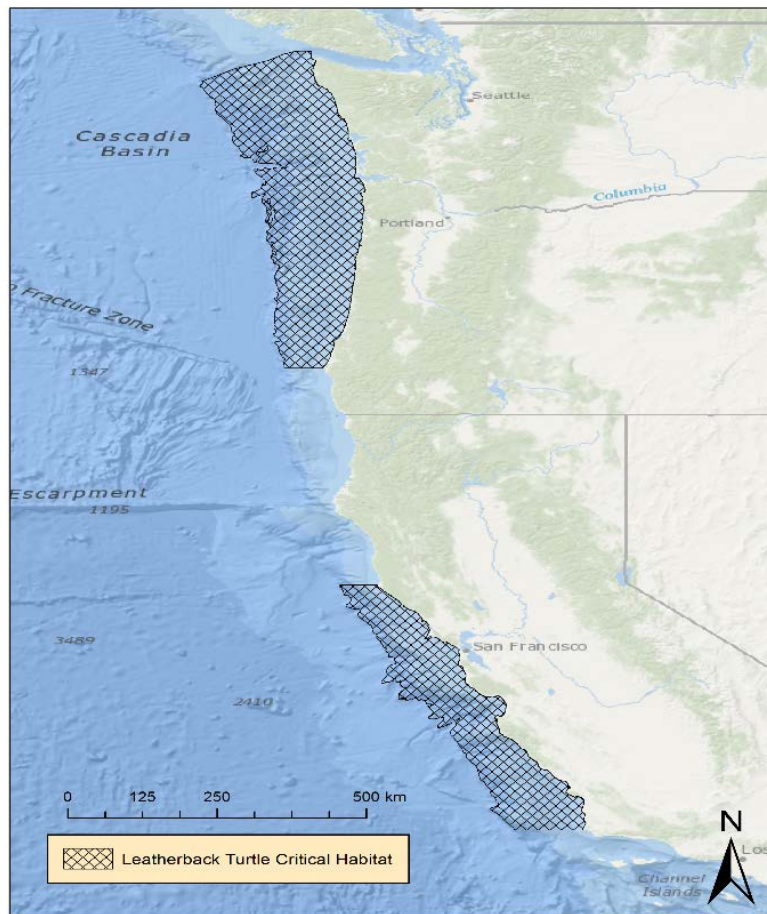 Seattle
Cascadia
Basin
Columbia
Portland
Fracture Zone
1347
Escarpment
1195
3489
San Francisco
2410
0 125 250 500 km
N
Leatherback Turtle Critical Habitat
Los
Channel
Islands